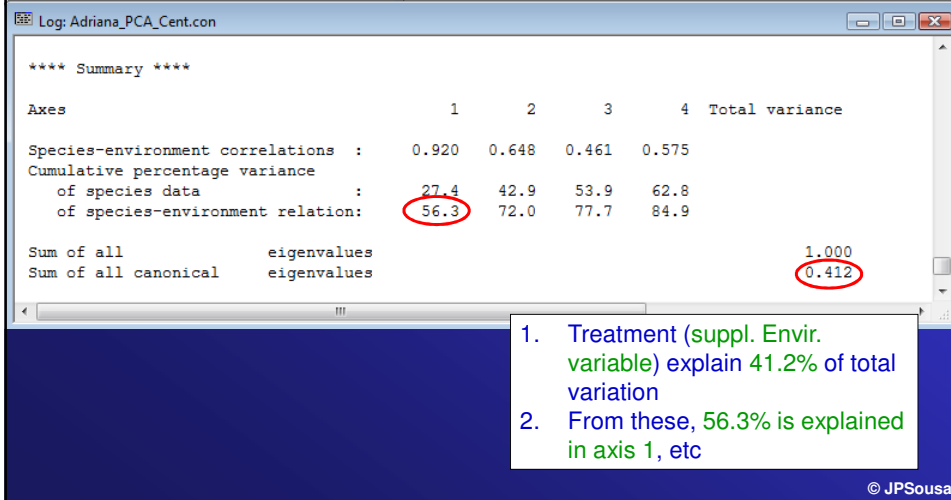 Log: Adriana_PCA_Cent.con
**** Summary ****
Axes 1 2 3 4 Total variance
Species-environment correlations : 0.920 0.648 0.461 0.575
Cumulative percentage variance
of species data : 27.4 42.9 53.9 62.8
of species-environment relation: 56.3 72.0 77.7 84.9
Sum of all eigenvalues 1.000
Sum of all canonical eigenvalues 0.412
1. Treatment (suppl. Envir.
variable) explain 41.2% of total
variation
2. From these, 56.3% is explained
in axis 1, etc
© JPSousa